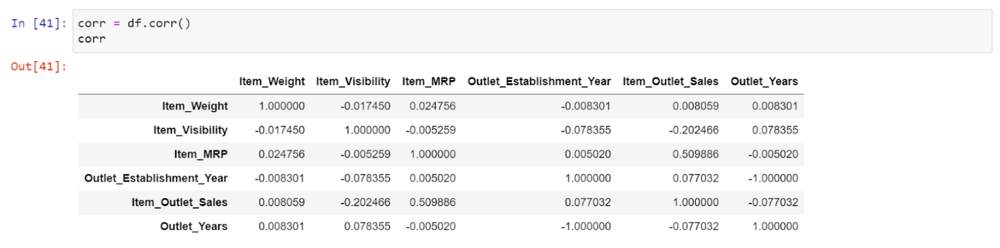 In [41]: corr = df.corr()
corr
Out[41]:
Item_Weight Item_Visibility Item_MRP Outlet_Establishment_Year Item_Outlet_Sales Outlet_Years
Item_Weight 1.000000 -0.017450 0.024756 -0.008301 0.008059 0.008301
Item_Visibility -0.017450 1.000000 -0.005259 -0.078355 -0.202466 0.078355
Item_MRP 0.024756 -0.005259 1.000000 0.005020 0.509886 -0.005020
Outlet_Establishment_Year -0.008301 -0.078355 0.005020 1.000000 0.077032 -1.000000
Item_Outlet_Sales 0.008059 -0.202466 0.509886 0.077032 1.000000 -0.077032
Outlet_Years 0.008301 0.078355 -0.005020 -1.000000 -0.077032 1.000000